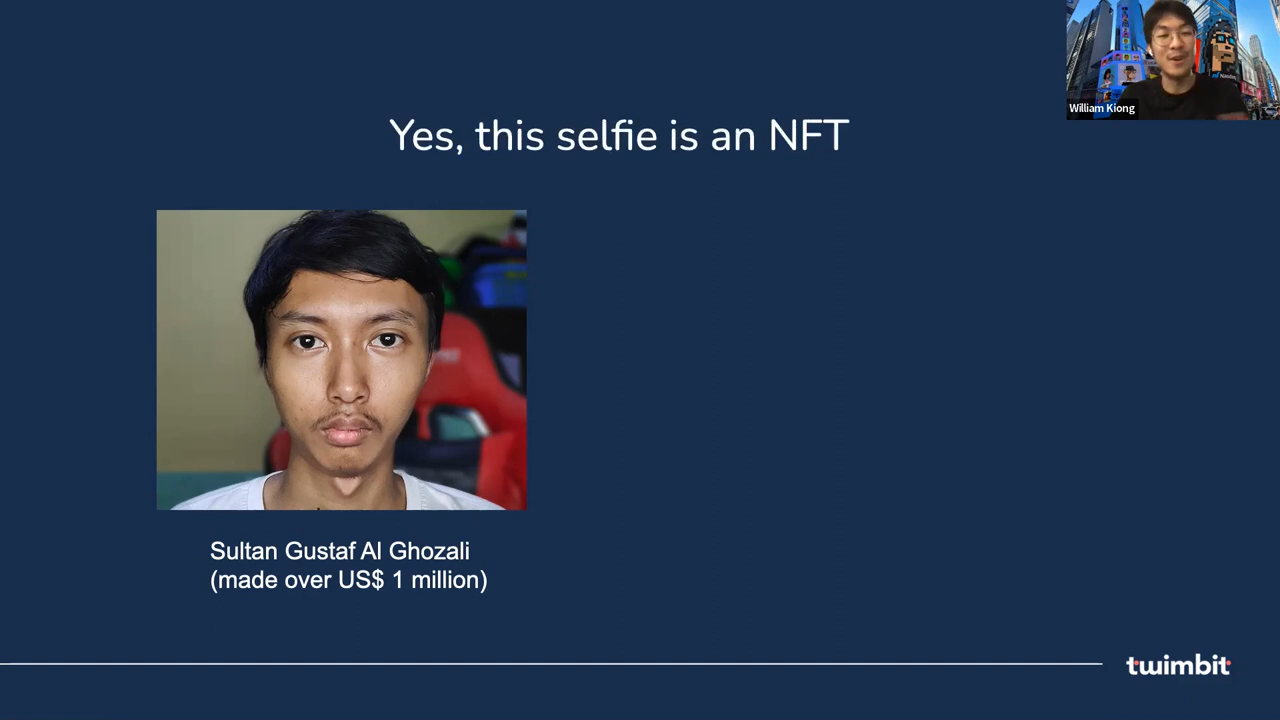 William Kiong
Yes, this selfie is an NFT
Sultan Gustaf Al Ghozali
(made over US$ 1 million)
twimbit